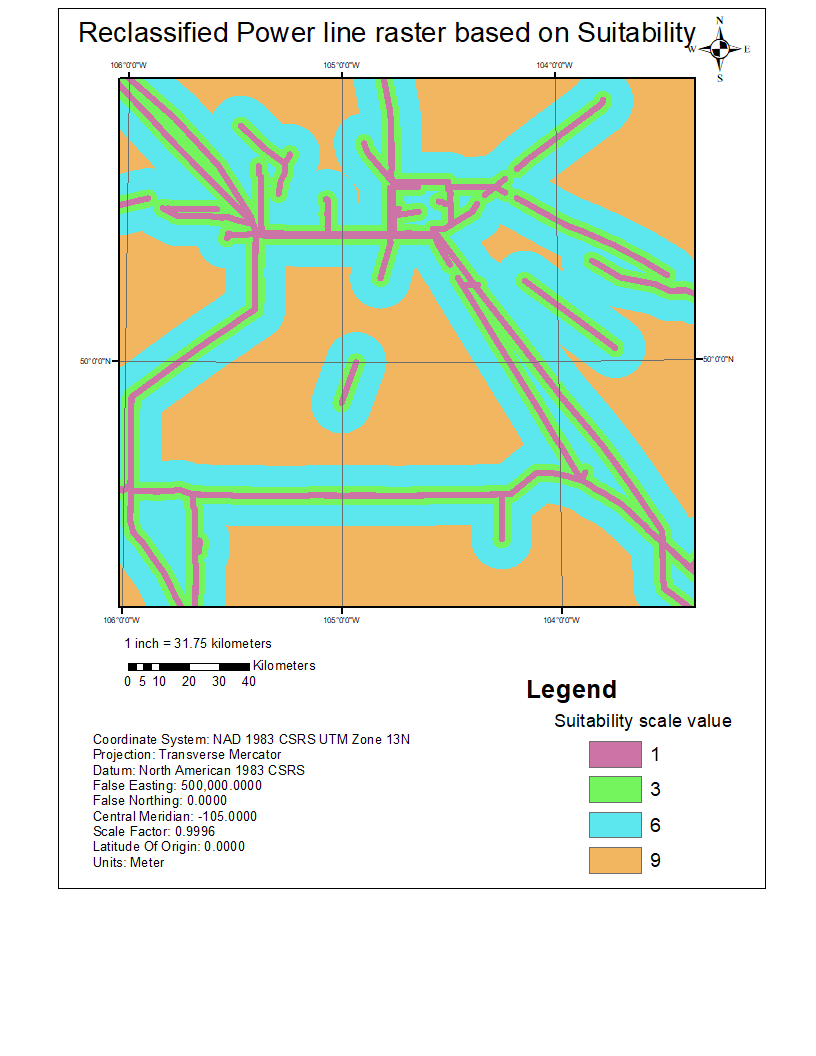 Reclassified Power line raster based on Suitability
N
W E
S
106°0'0"W 105°0'0"W 104°0'0"W
50°0'0"N 50°0'0"N
106°0'0"W 105°0'0"W 104°0'0"W
1 inch = 31.75 kilometers
Kilometers
0 5 10 20 30 40
Legend
Suitability scale value
1
3
6
9
Coordinate System: NAD 1983 CSRS UTM Zone 13N
Projection: Transverse Mercator
Datum: North American 1983 CSRS
False Easting: 500,000.0000
False Northing: 0.0000
Central Meridian: -105.0000
Scale Factor: 0.9996
Latitude Of Origin: 0.0000
Units: Meter